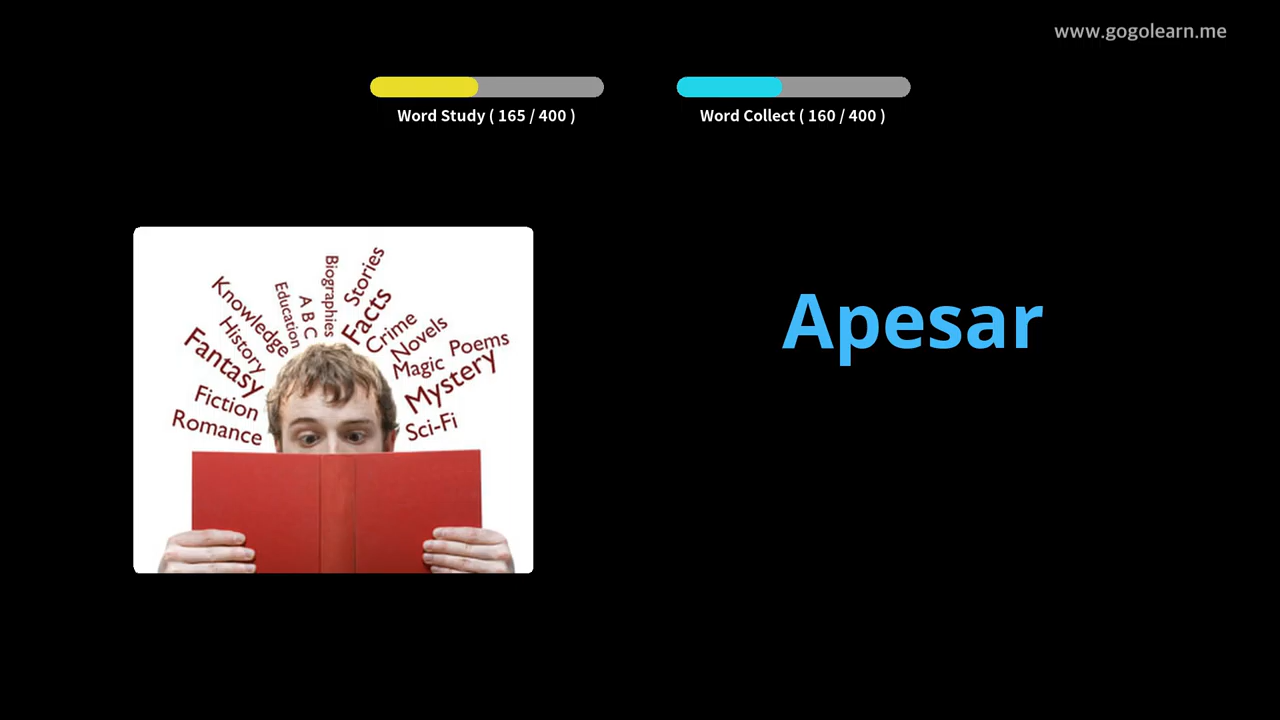 www.gogolearn.me
Word Study ( 165 / 400 )
Word Collect ( 160 / 400 )
Apesar
Stories
Biographies
Facts
A B C
Education
Knowledge
Crime
History
Novels
Poems
Fantasy
Magic
Mystery
Fiction
Romance
Sci-Fi